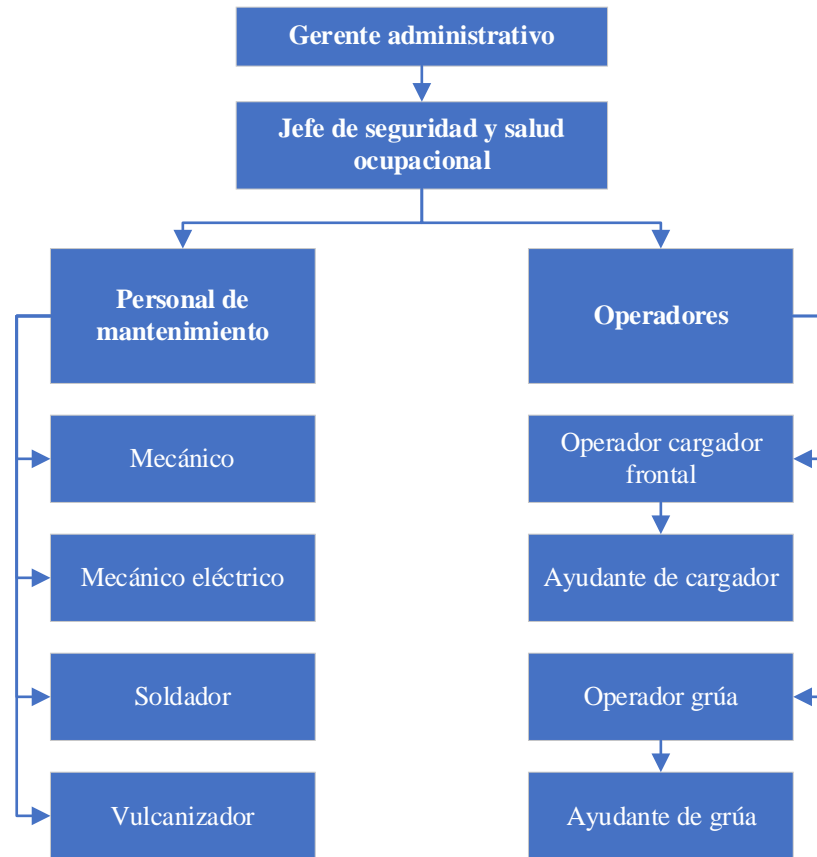 Gerente administrativo
Jefe de seguridad y salud
ocupacional
Personal de
mantenimiento
Operadores
Mecánico
Operador cargador
frontal
Mecánico eléctrico
Ayudante de cargador
Soldador
Operador grúa
Vulcanizador
Ayudante de grúa